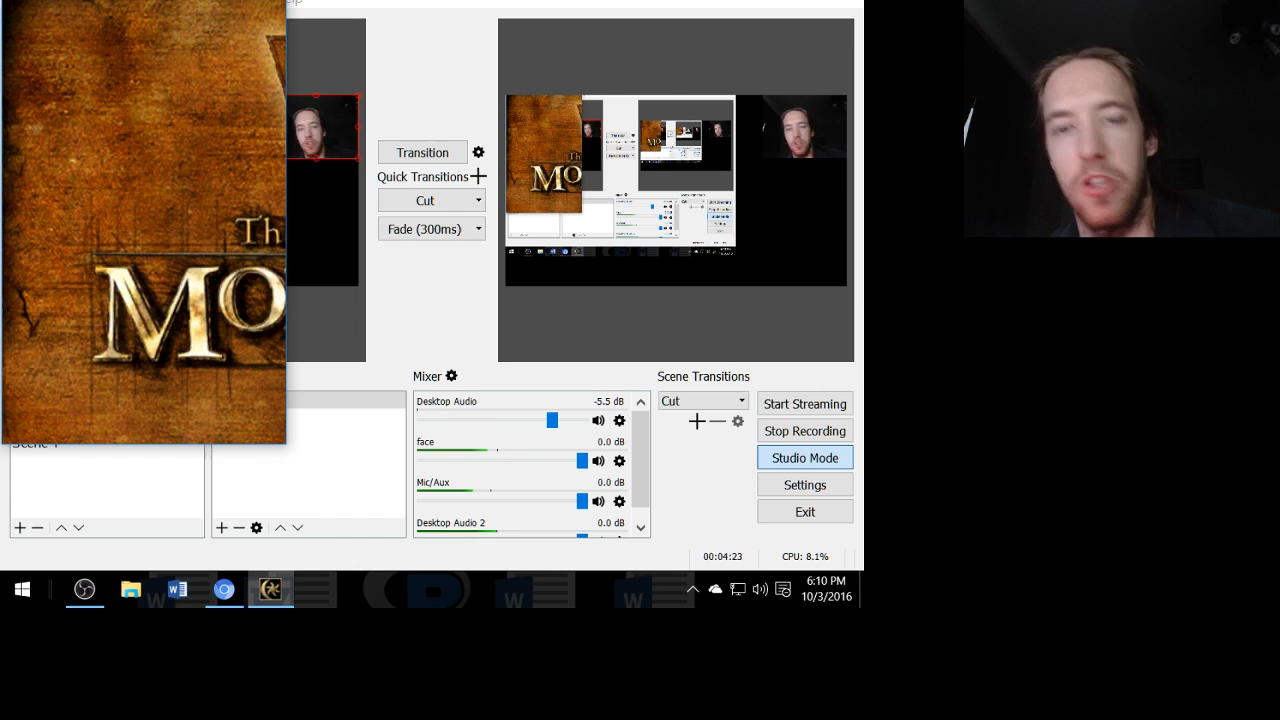 Th
Mo
Transition
Quick Transitions
Cut
Fade (300ms)
Mixer
Desktop Audio -5.5 dB
face 0.0 dB
Mic/Aux 0.0 dB
Desktop Audio 2 0.0 dB
Scene Transitions
Cut
Start Streaming
Stop Recording
Studio Mode
Settings
Exit
00:04:23 CPU: 8.1%
6:10 PM
10/3/2016